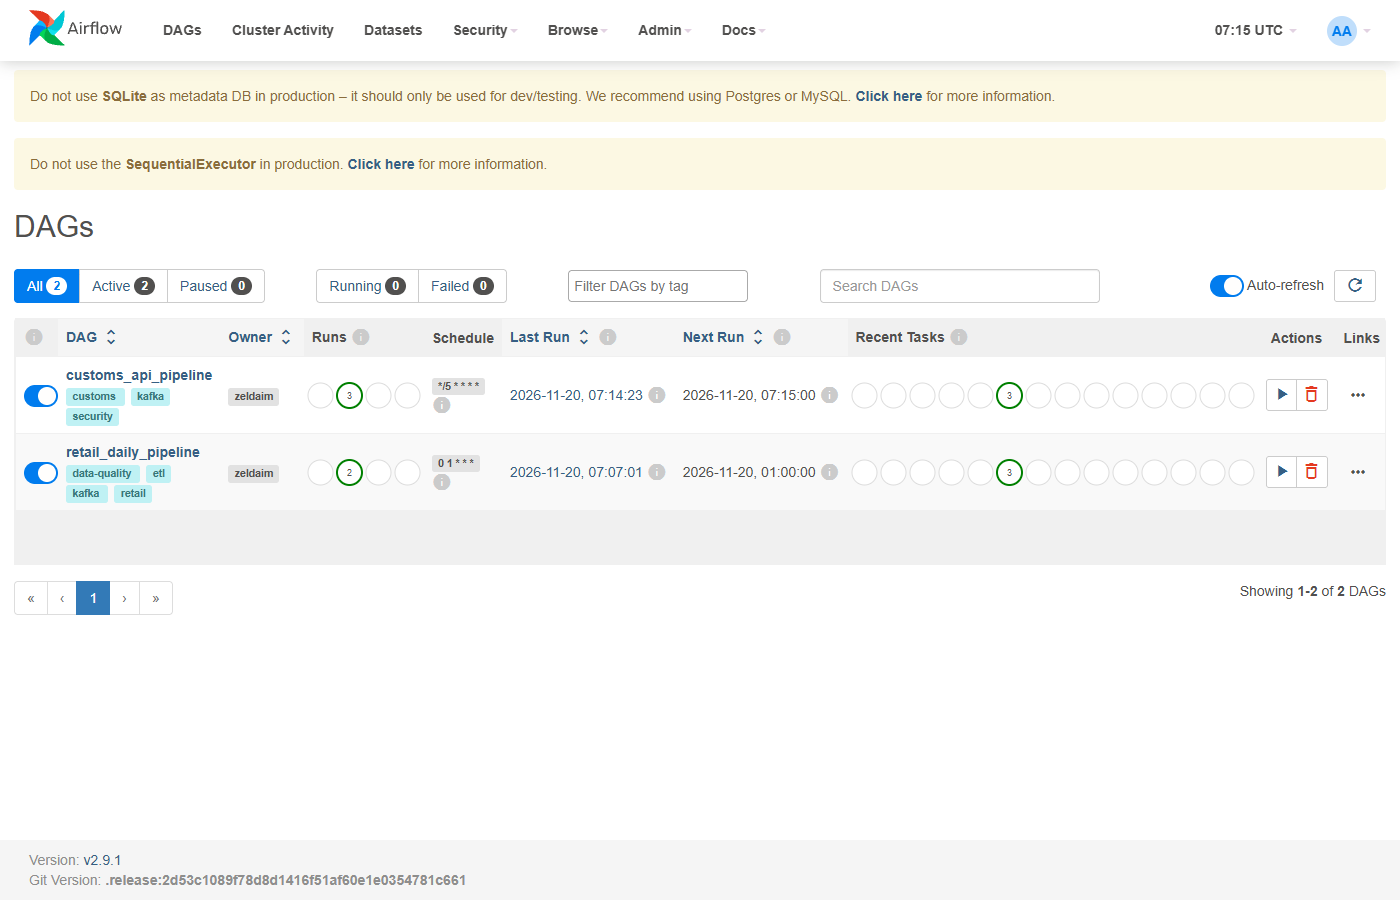 Airflow DAGs Cluster Activity Datasets Security Browse Admin Docs 07:15 UTC AA
Do not use SQLite as metadata DB in production – it should only be used for dev/testing. We recommend using Postgres or MySQL. Click here for more information.
Do not use the SequentialExecutor in production. Click here for more information.
DAGs
All 2 Active 2 Paused 0 Running 0 Failed 0 Filter DAGs by tag Search DAGs Auto-refresh
i DAG Owner Runs i Schedule Last Run i Next Run i Recent Tasks i Actions Links
customs_api_pipeline
customs kafka
security
zeldaim
3
*/5 * * * *
i
2026-11-20, 07:14:23 i
2026-11-20, 07:15:00 i
3
retail_daily_pipeline
data-quality etl
kafka retail
zeldaim
2
0 1 * * *
i
2026-11-20, 07:07:01 i
2026-11-20, 01:00:00 i
3
« ‹ 1 › »
Showing 1-2 of 2 DAGs
Version: v2.9.1
Git Version: .release:2d53c1089f78d8d1416f51af60e1e0354781c661